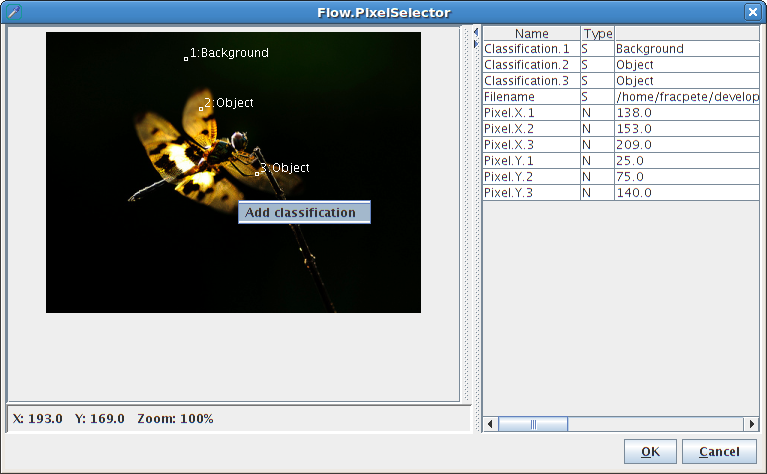 Flow.PixelSelector
1:Background
2:Object
3:Object
Add classification
X: 193.0 Y: 169.0 Zoom: 100%
Name Type
Classification.1 S Background
Classification.2 S Object
Classification.3 S Object
Filename S /home/fracpete/develop
Pixel.X.1 N 138.0
Pixel.X.2 N 153.0
Pixel.X.3 N 209.0
Pixel.Y.1 N 25.0
Pixel.Y.2 N 75.0
Pixel.Y.3 N 140.0
OK Cancel